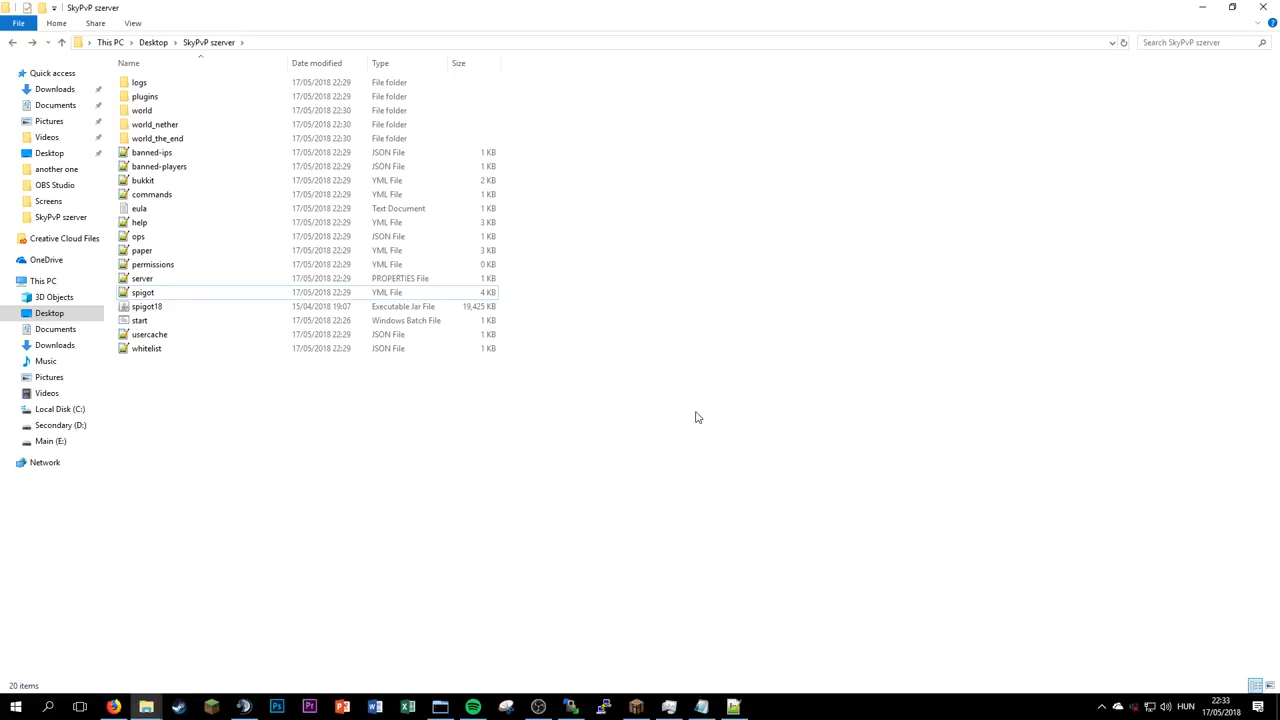 SkyPvP szerver
File Home Share View
This PC Desktop SkyPvP szerver
Search SkyPvP szerver
Name Date modified Type Size
Quick access
Downloads
Documents
Pictures
Videos
Desktop
another one
OBS Studio
Screens
SkyPvP szerver
Creative Cloud Files
OneDrive
This PC
3D Objects
Desktop
Documents
Downloads
Music
Pictures
Videos
Local Disk (C:)
Secondary (D:)
Main (E:)
Network
logs 17/05/2018 22:29 File folder
plugins 17/05/2018 22:29 File folder
world 17/05/2018 22:30 File folder
world_nether 17/05/2018 22:30 File folder
world_the_end 17/05/2018 22:30 File folder
banned-ips 17/05/2018 22:29 JSON File 1 KB
banned-players 17/05/2018 22:29 JSON File 1 KB
bukkit 17/05/2018 22:29 YML File 2 KB
commands 17/05/2018 22:29 YML File 1 KB
eula 17/05/2018 22:29 Text Document 1 KB
help 17/05/2018 22:29 YML File 3 KB
ops 17/05/2018 22:29 JSON File 1 KB
paper 17/05/2018 22:29 YML File 3 KB
permissions 17/05/2018 22:29 YML File 0 KB
server 17/05/2018 22:29 PROPERTIES File 1 KB
spigot 17/05/2018 22:29 YML File 4 KB
spigot18 15/04/2018 19:07 Executable Jar File 19,425 KB
start 17/05/2018 22:26 Windows Batch File 1 KB
usercache 17/05/2018 22:29 JSON File 1 KB
whitelist 17/05/2018 22:29 JSON File 1 KB
20 items
HUN
22:33
17/05/2018